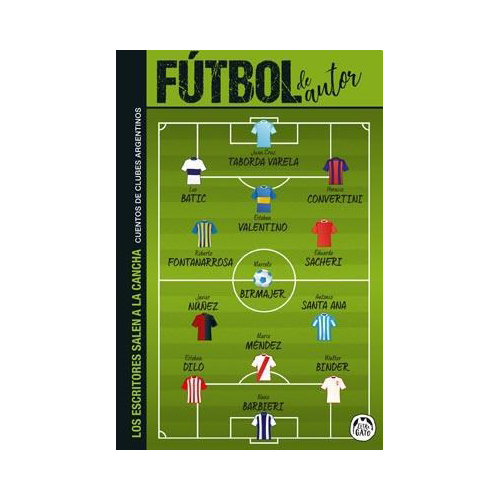 FÚTBOL
de autor
LOS ESCRITORES SALEN A LA CANCHA
CUENTOS DE CLUBES ARGENTINOS
Juan Cruz
TABORDA VARELA
Leo
BATIC
Horacio
CONVERTINI
Esteban
VALENTINO
Roberto
FONTANARROSA
Eduardo
SACHERI
Marcelo
BIRMAJER
Javier
NÚÑEZ
Antonio
SANTA ANA
Mario
MÉNDEZ
Esteban
DILO
Walter
BINDER
BARBIERI
GATO